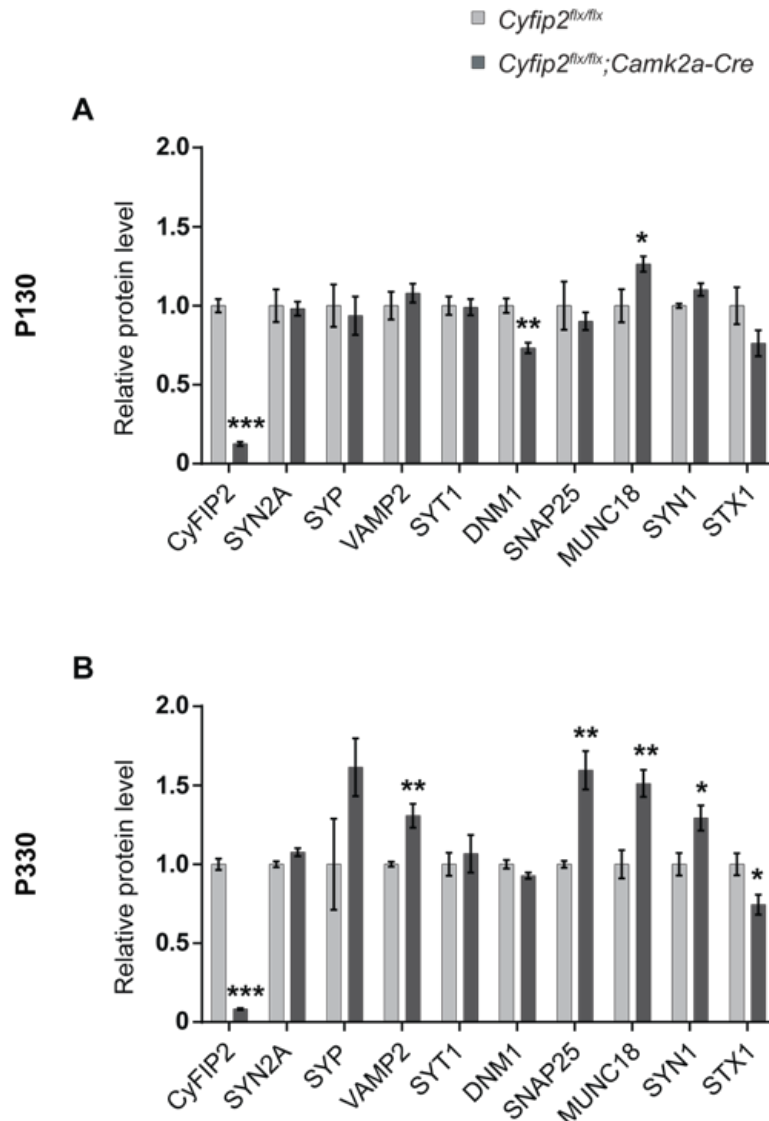 Cyfip2flx/flx
Cyfip2flx/flx;Camk2a-Cre
A
P130
Relative protein level
2.0
1.5
1.0
0.5
0
***
**
*
CyFIP2
SYN2A
SYP
VAMP2
SYT1
DNM1
SNAP25
MUNC18
SYN1
STX1
B
P330
Relative protein level
2.0
1.5
1.0
0.5
0
***
**
**
**
*
*
CyFIP2
SYN2A
SYP
VAMP2
SYT1
DNM1
SNAP25
MUNC18
SYN1
STX1